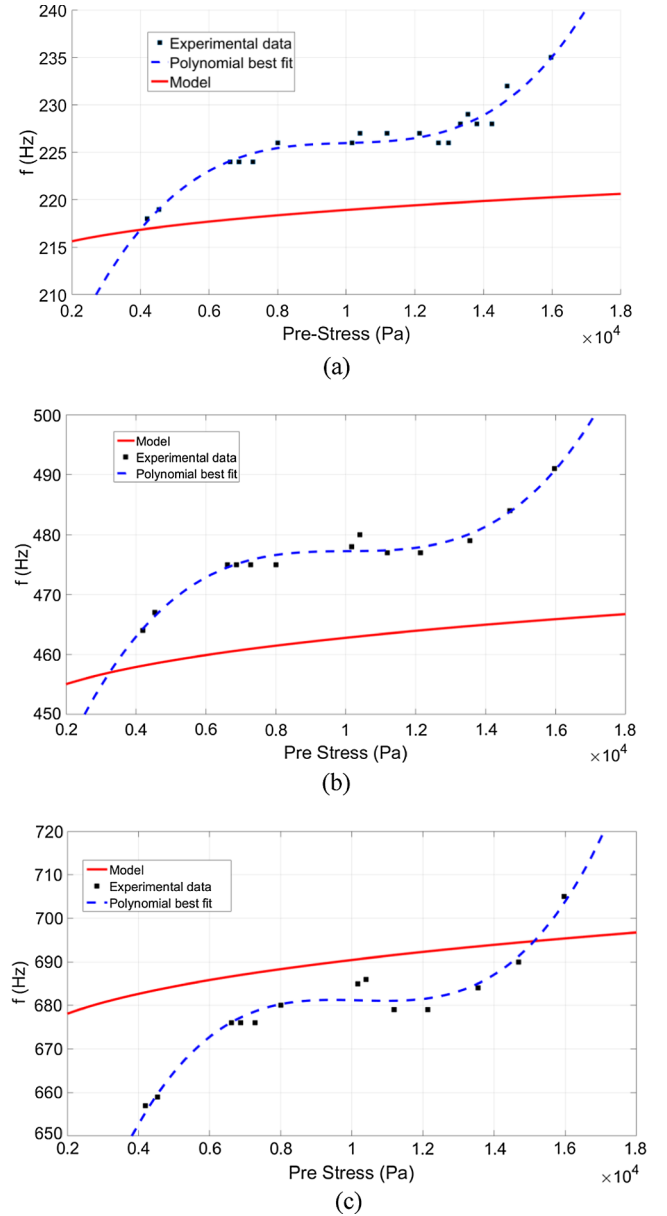 240
235
230
225
220
215
210
f (Hz)
Experimental data
Polynomial best fit
Model
0.2 0.4 0.6 0.8 1 1.2 1.4 1.6 1.8
Pre-Stress (Pa)
×10⁴
(a)
500
490
480
470
460
450
f (Hz)
Model
Experimental data
Polynomial best fit
0.2 0.4 0.6 0.8 1 1.2 1.4 1.6 1.8
Pre Stress (Pa)
×10⁴
(b)
720
710
700
690
680
670
660
650
f (Hz)
Model
Experimental data
Polynomial best fit
0.2 0.4 0.6 0.8 1 1.2 1.4 1.6 1.8
Pre Stress (Pa)
×10⁴
(c)